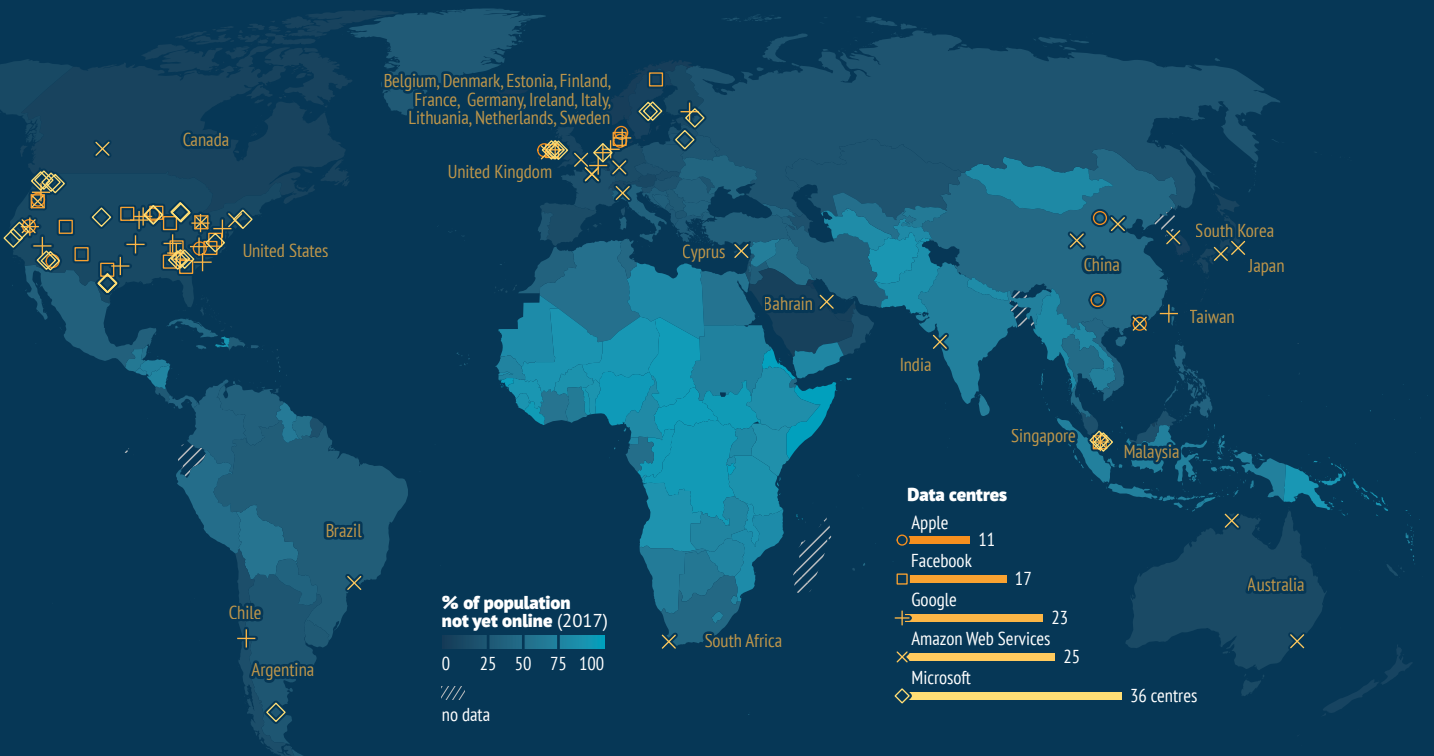 Belgium, Denmark, Estonia, Finland,
France, Germany, Ireland, Italy,
Lithuania, Netherlands, Sweden
Canada
United Kingdom
United States
Cyprus
South Korea
China
Japan
Bahrain
Taiwan
India
Singapore
Malaysia
Brazil
Chile
Argentina
South Africa
Australia
% of population
not yet online (2017)
0 25 50 75 100
no data
Data centres
Apple
11
Facebook
17
Google
23
Amazon Web Services
25
Microsoft
36 centres